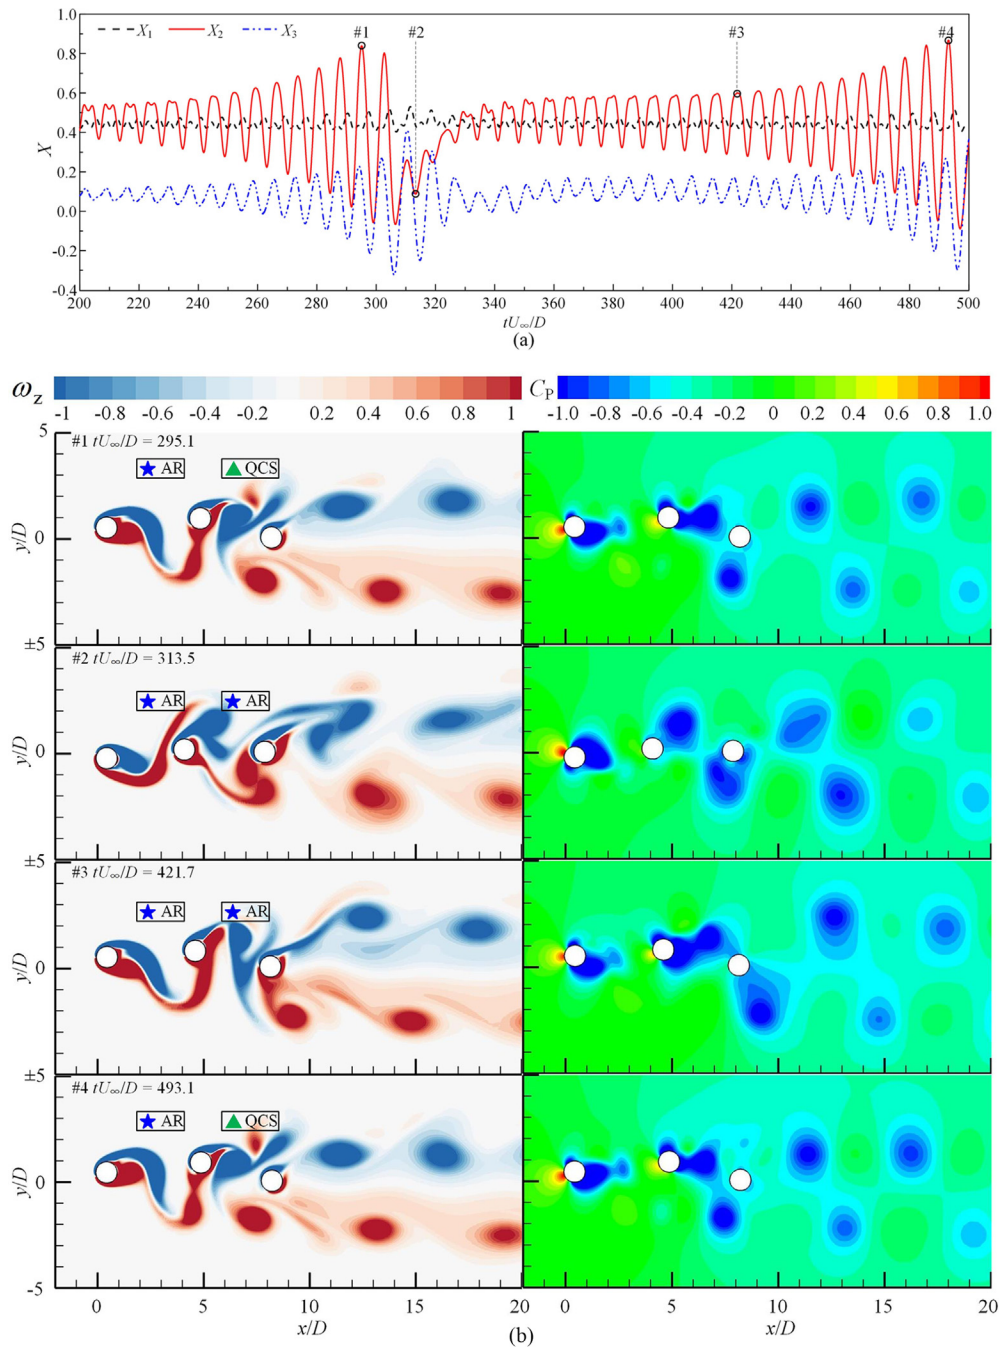 1.0
0.8
0.6
0.4
0.2
0.0
-0.2
-0.4
X
X1 X2 X3
#1 #2 #3 #4
200 220 240 260 280 300 320 340 360 380 400 420 440 460 480 500
tU∞/D
(a)
ωz -1 -0.8 -0.6 -0.4 -0.2 0.2 0.4 0.6 0.8 1
CP -1.0 -0.8 -0.6 -0.4 -0.2 0 0.2 0.4 0.6 0.8 1.0
5
#1 tU∞/D = 295.1
★ AR ▲ QCS
y/D
0
±5
#2 tU∞/D = 313.5
★ AR ★ AR
y/D
0
±5
#3 tU∞/D = 421.7
★ AR ★ AR
y/D
0
±5
#4 tU∞/D = 493.1
★ AR ▲ QCS
y/D
0
-5
0 5 10 15 20 0 5 10 15 20
x/D x/D
(b)